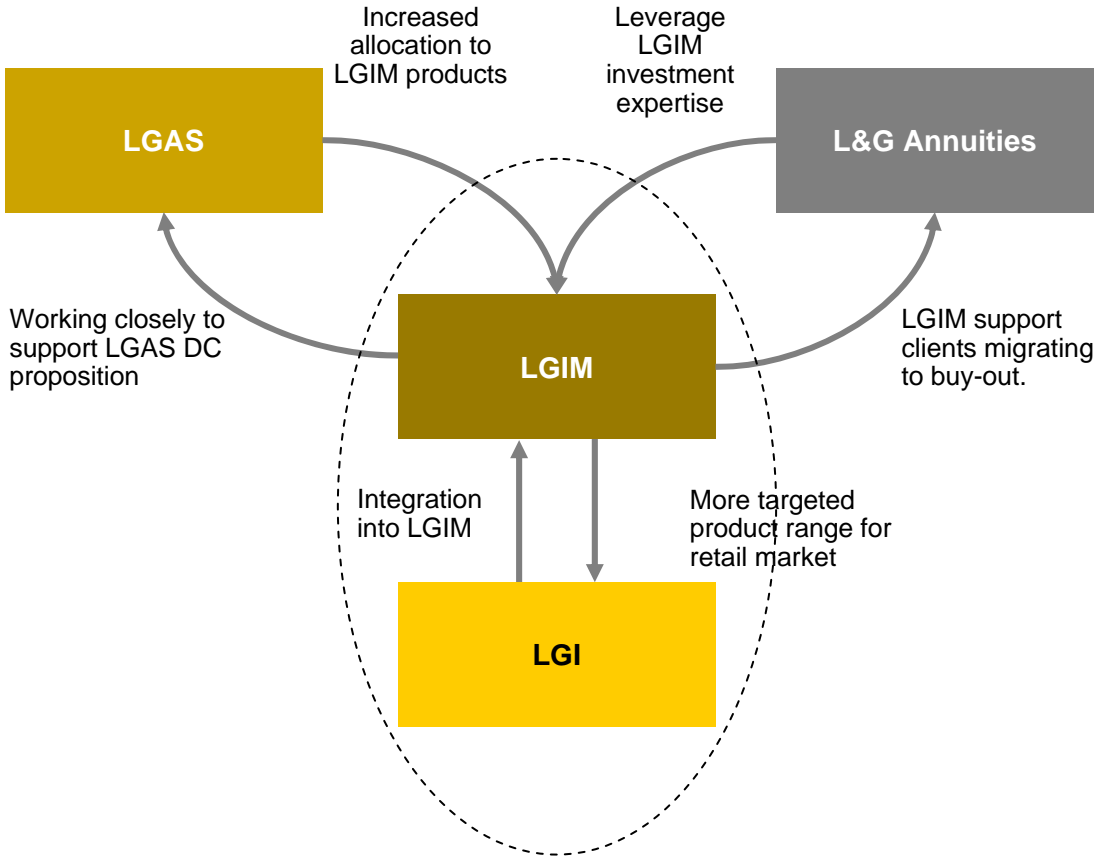 Increased
allocation to
LGIM products
Leverage
LGIM
investment
expertise
LGAS
L&G Annuities
Working closely to
support LGAS DC
proposition
LGIM
LGIM support
clients migrating
to buy-out.
Integration
into LGIM
More targeted
product range for
retail market
LGI